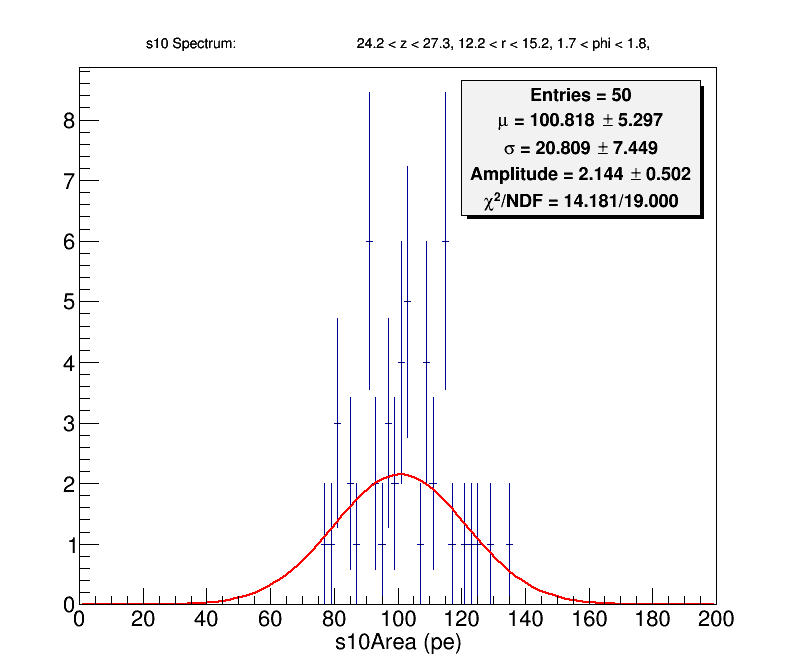 s10 Spectrum: 24.2 < z < 27.3, 12.2 < r < 15.2, 1.7 < phi < 1.8,
Entries = 50
μ = 100.818 ± 5.297
σ = 20.809 ± 7.449
Amplitude = 2.144 ± 0.502
χ²/NDF = 14.181/19.000
8
7
6
5
4
3
2
1
0
0 20 40 60 80 100 120 140 160 180 200
s10Area (pe)